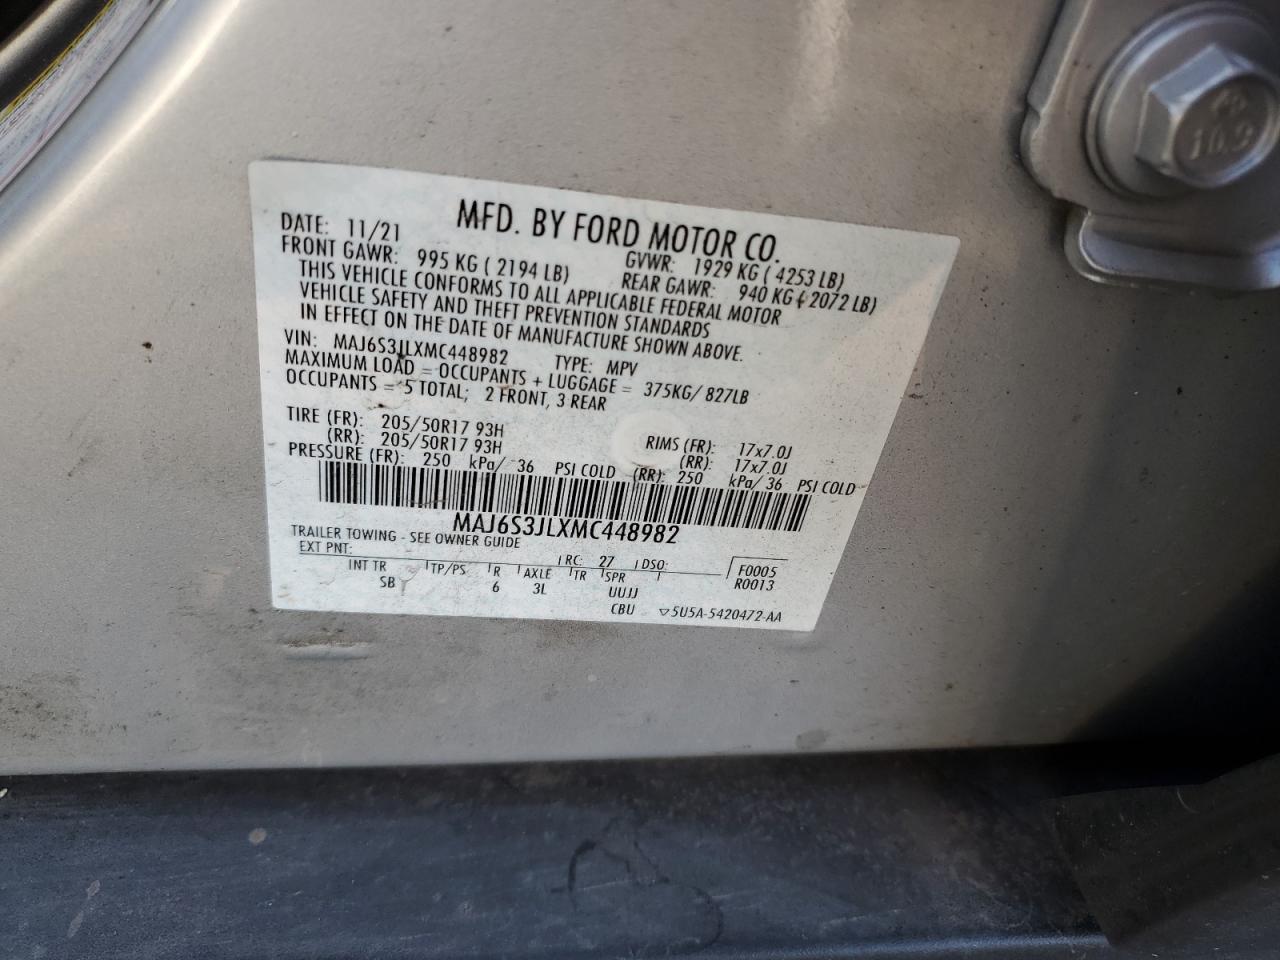 MFD. BY FORD MOTOR CO.
DATE: 11/21 GVWR: 1929 KG ( 4253 LB)
FRONT GAWR: 995 KG ( 2194 LB) REAR GAWR: 940 KG ( 2072 LB)
THIS VEHICLE CONFORMS TO ALL APPLICABLE FEDERAL MOTOR
VEHICLE SAFETY AND THEFT PREVENTION STANDARDS
IN EFFECT ON THE DATE OF MANUFACTURE SHOWN ABOVE.
VIN: MAJ6S3JLXMC448982 TYPE: MPV
MAXIMUM LOAD = OCCUPANTS + LUGGAGE = 375KG/ 827LB
OCCUPANTS = 5 TOTAL; 2 FRONT, 3 REAR
TIRE (FR): 205/50R17 93H RIMS (FR): 17x7.0J
(RR): 205/50R17 93H (RR): 17x7.0J
PRESSURE (FR): 250 kPa/ 36 PSI COLD (RR): 250 kPa/ 36 PSI COLD
MAJ6S3JLXMC448982
TRAILER TOWING - SEE OWNER GUIDE
EXT PNT: RC: 27 DSO: F0005
INT TR TP/PS R AXLE TR SPR R0013
SB 6 3L UUJJ
CBU ▽5U5A-5420472-AA
10.9